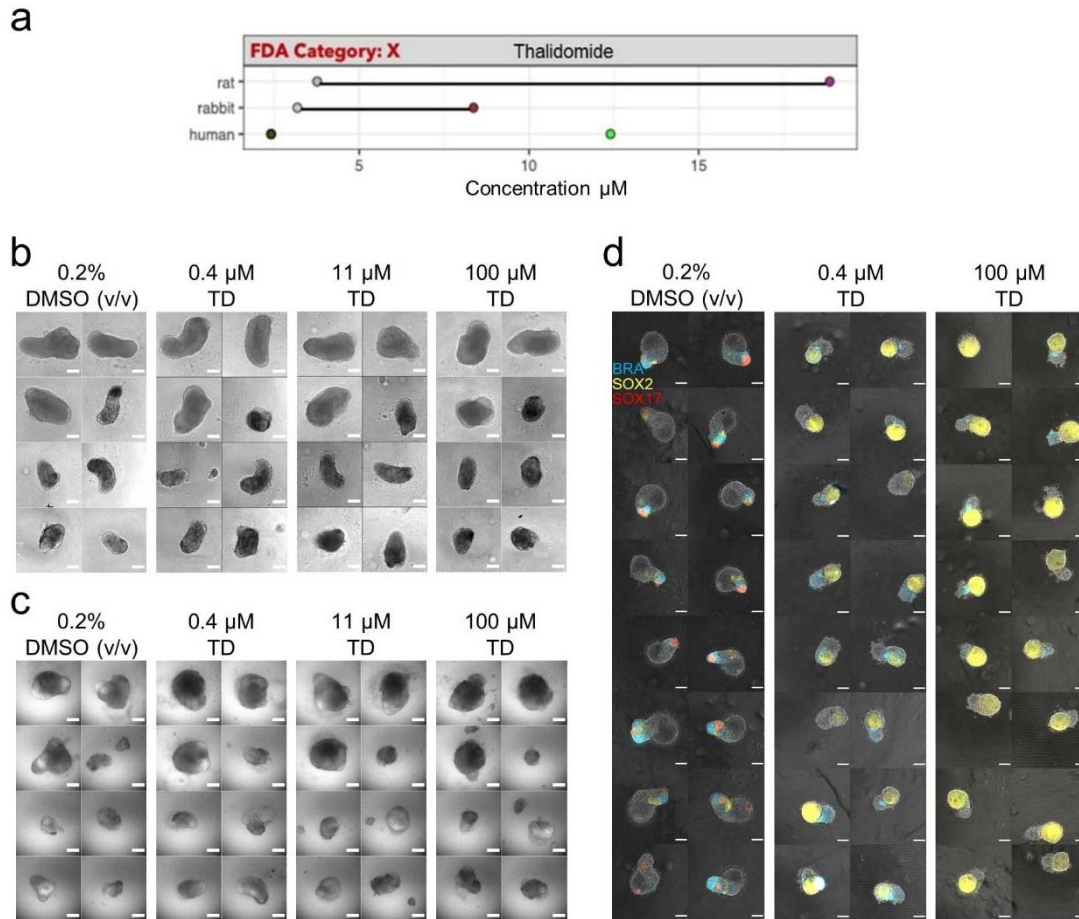 a
FDA Category: X Thalidomide
rat
rabbit
human
5 10 15
Concentration µM
b
0.2%
DMSO (v/v)
0.4 µM
TD
11 µM
TD
100 µM
TD
c
0.2%
DMSO (v/v)
0.4 µM
TD
11 µM
TD
100 µM
TD
d
0.2%
DMSO (v/v)
0.4 µM
TD
100 µM
TD
BRA
SOX2
SOX17